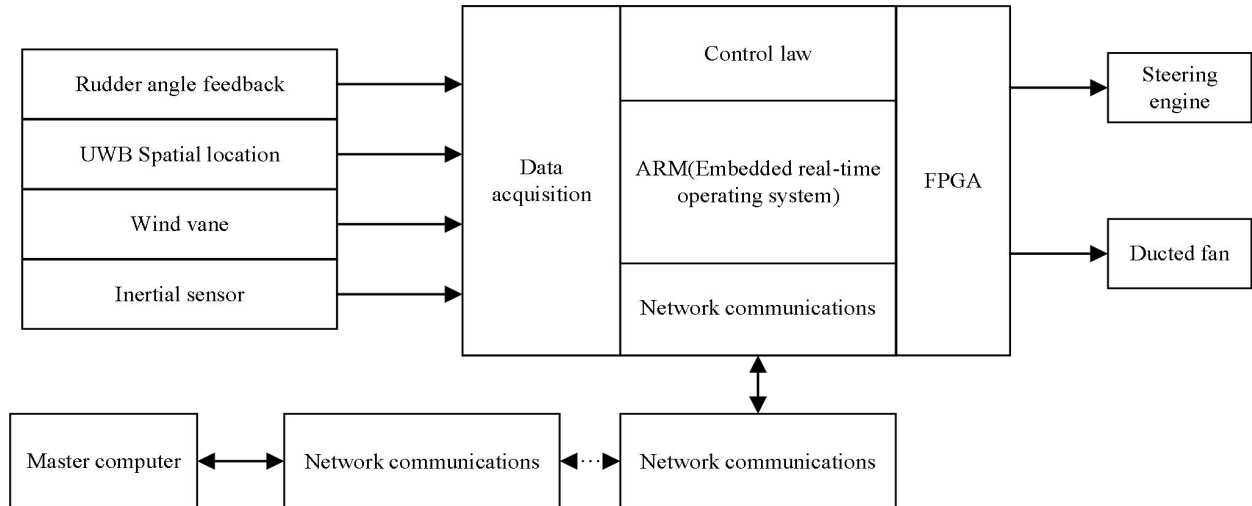 Rudder angle feedback
UWB Spatial location
Wind vane
Inertial sensor
Data
acquisition
Control law
ARM(Embedded real-time
operating system)
Network communications
FPGA
Steering
engine
Ducted fan
Master computer
Network communications
Network communications